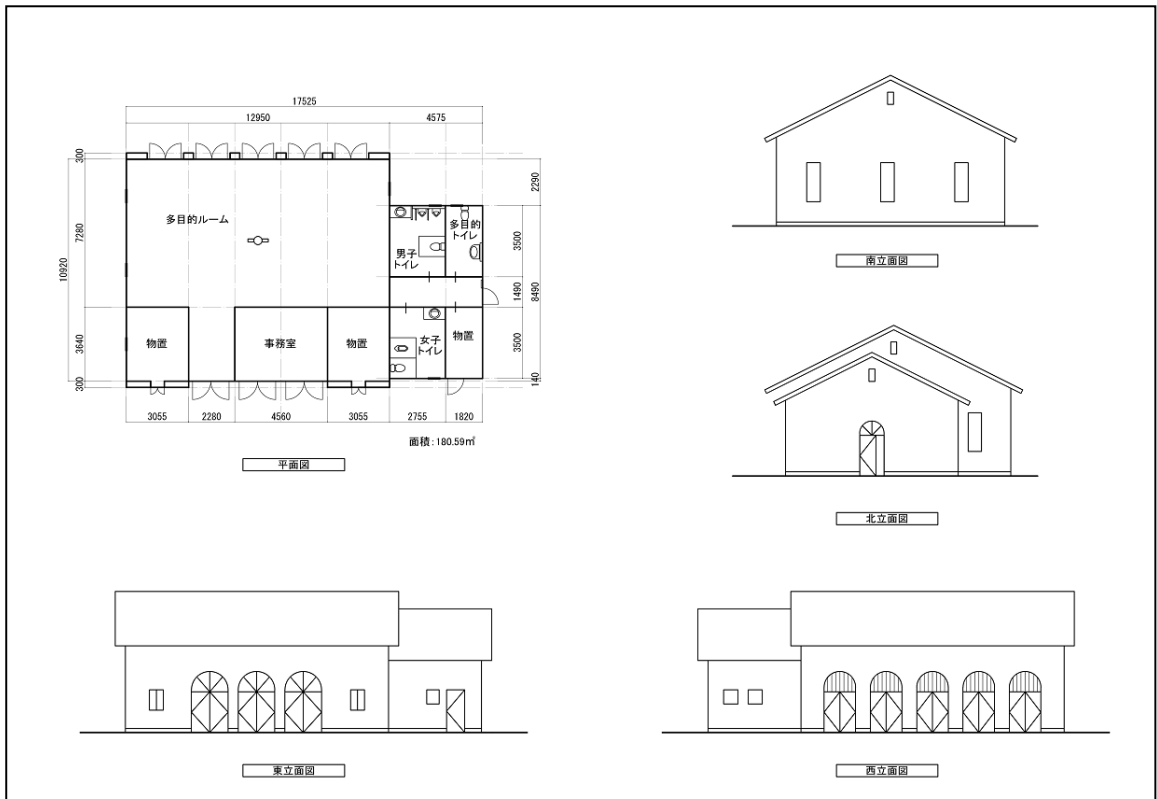 17525
12950
4575
300
7280
10920
3640
300
2290
3500
1490
8490
3500
140
多目的ルーム
男子
トイレ
多目的
トイレ
物置
事務室
物置
女子
トイレ
物置
3055
2280
4560
3055
2755
1820
面積：180.59㎡
平面図
南立面図
北立面図
東立面図
西立面図